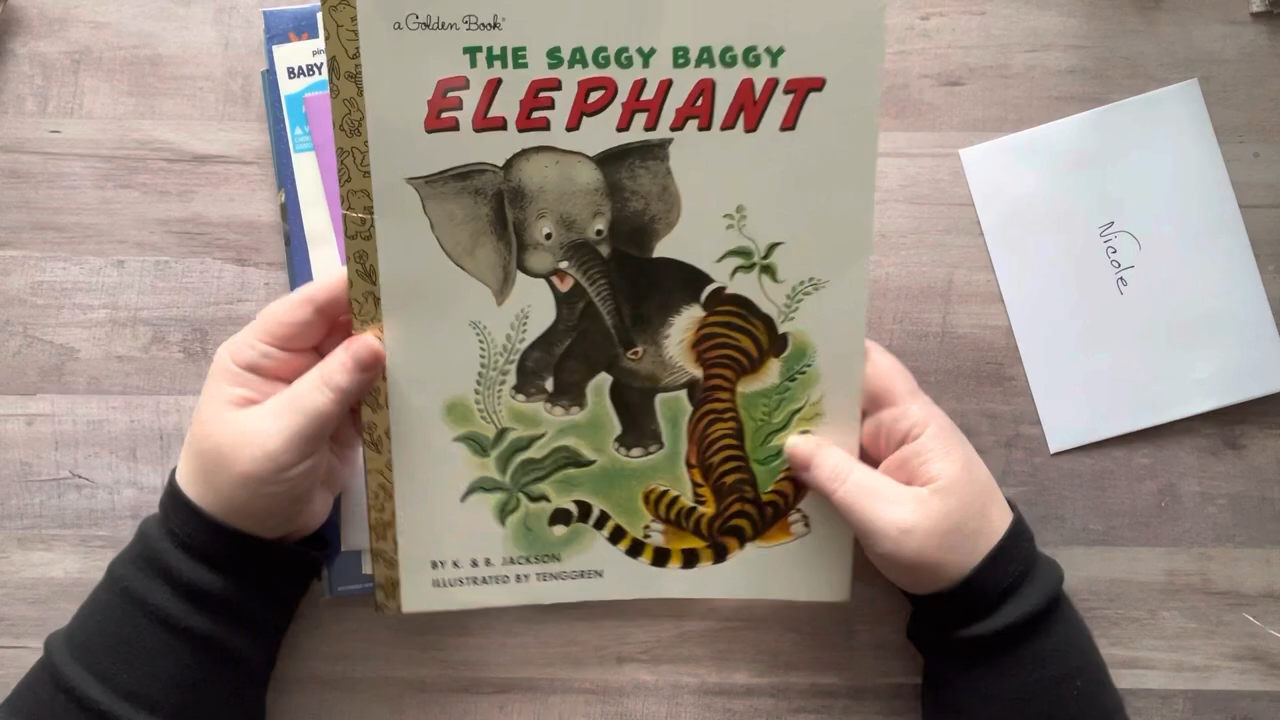 a Golden Book®
THE SAGGY BAGGY
ELEPHANT
BY K. & B. JACKSON
ILLUSTRATED BY TENGGREN
BABY
Nicole